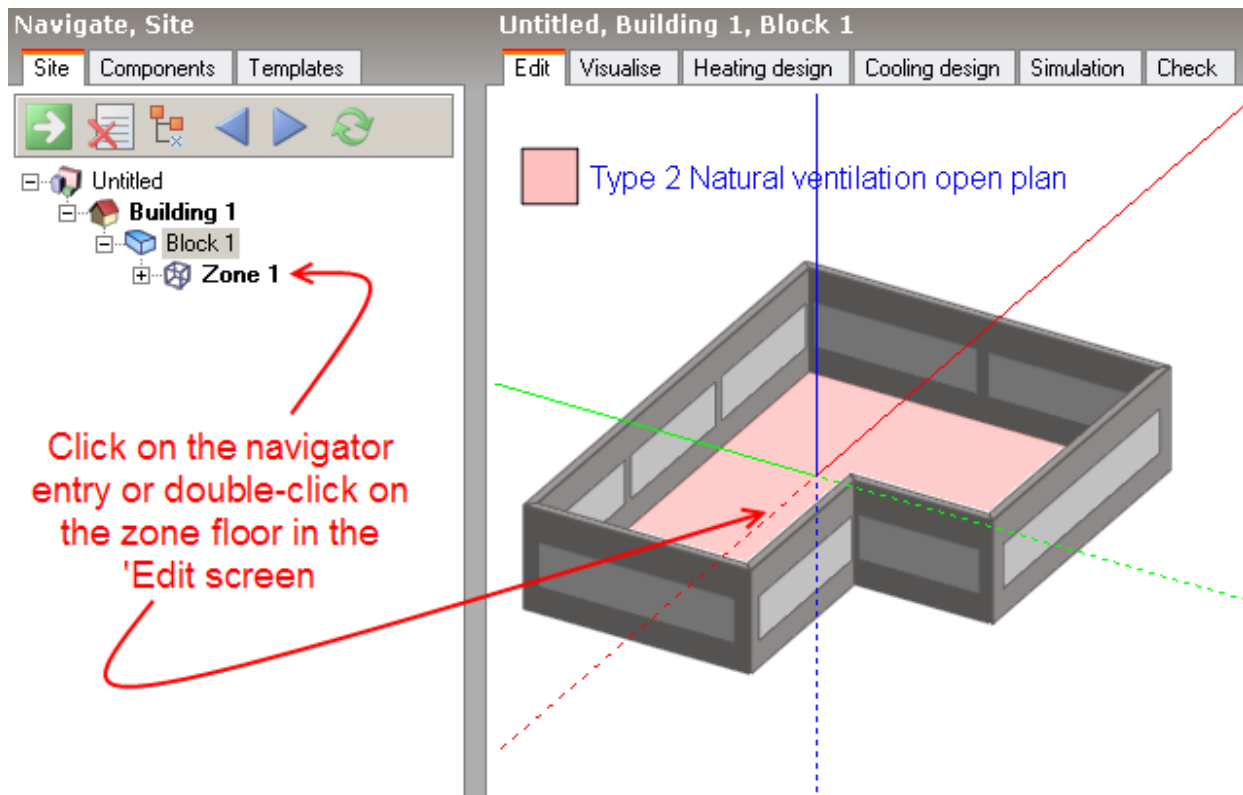 Navigate, Site
Untitled, Building 1, Block 1
Site Components Templates
Edit Visualise Heating design Cooling design Simulation Check
Untitled
Building 1
Block 1
Zone 1
Type 2 Natural ventilation open plan
Click on the navigator
entry or double-click on
the zone floor in the
'Edit screen